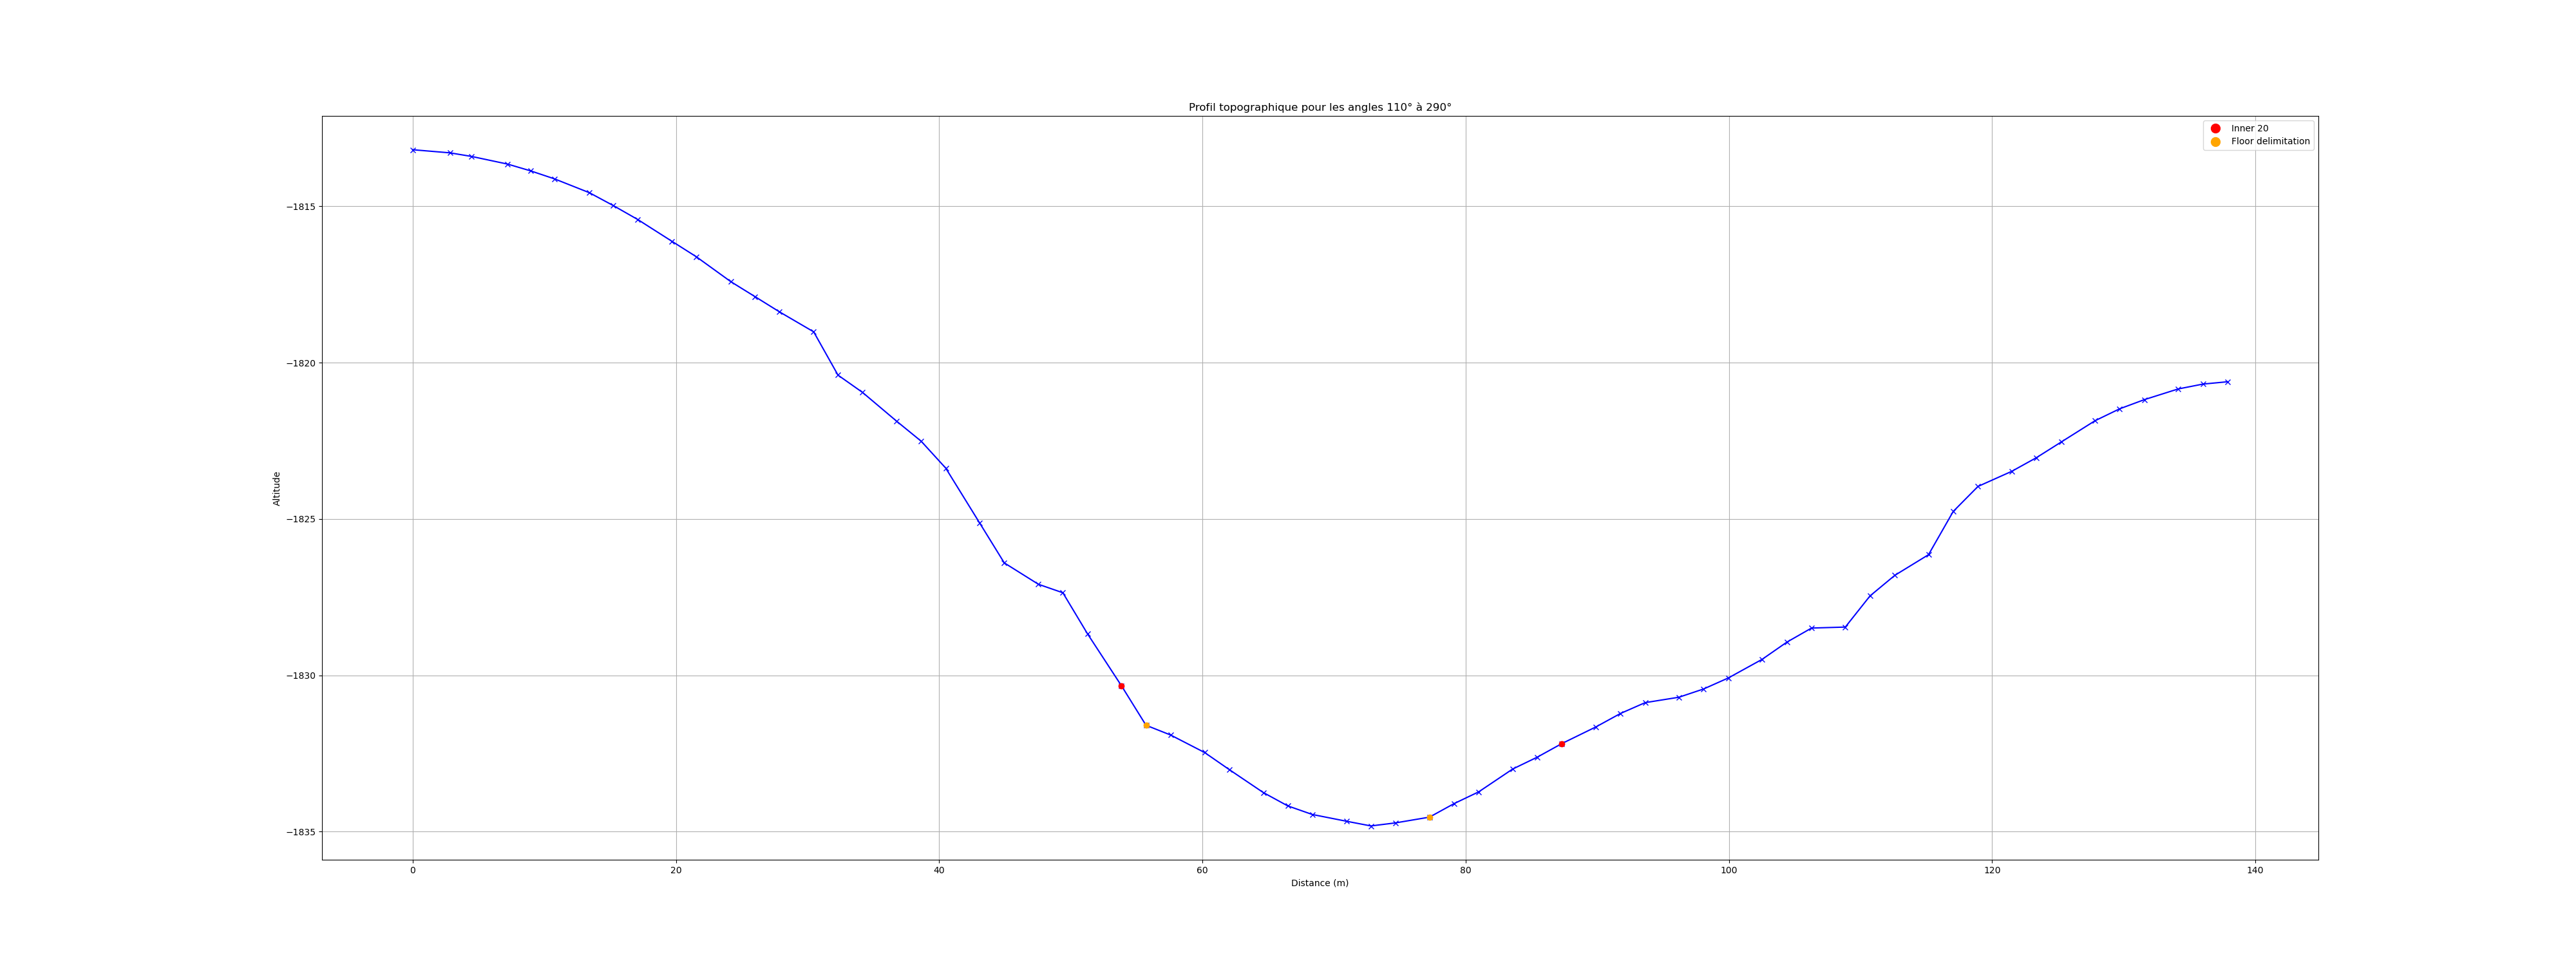 Profil topographique pour les angles 110° à 290°
Inner 20
Floor delimitation
−1815
−1820
−1825
−1830
−1835
Altitude
0 20 40 60 80 100 120 140
Distance (m)